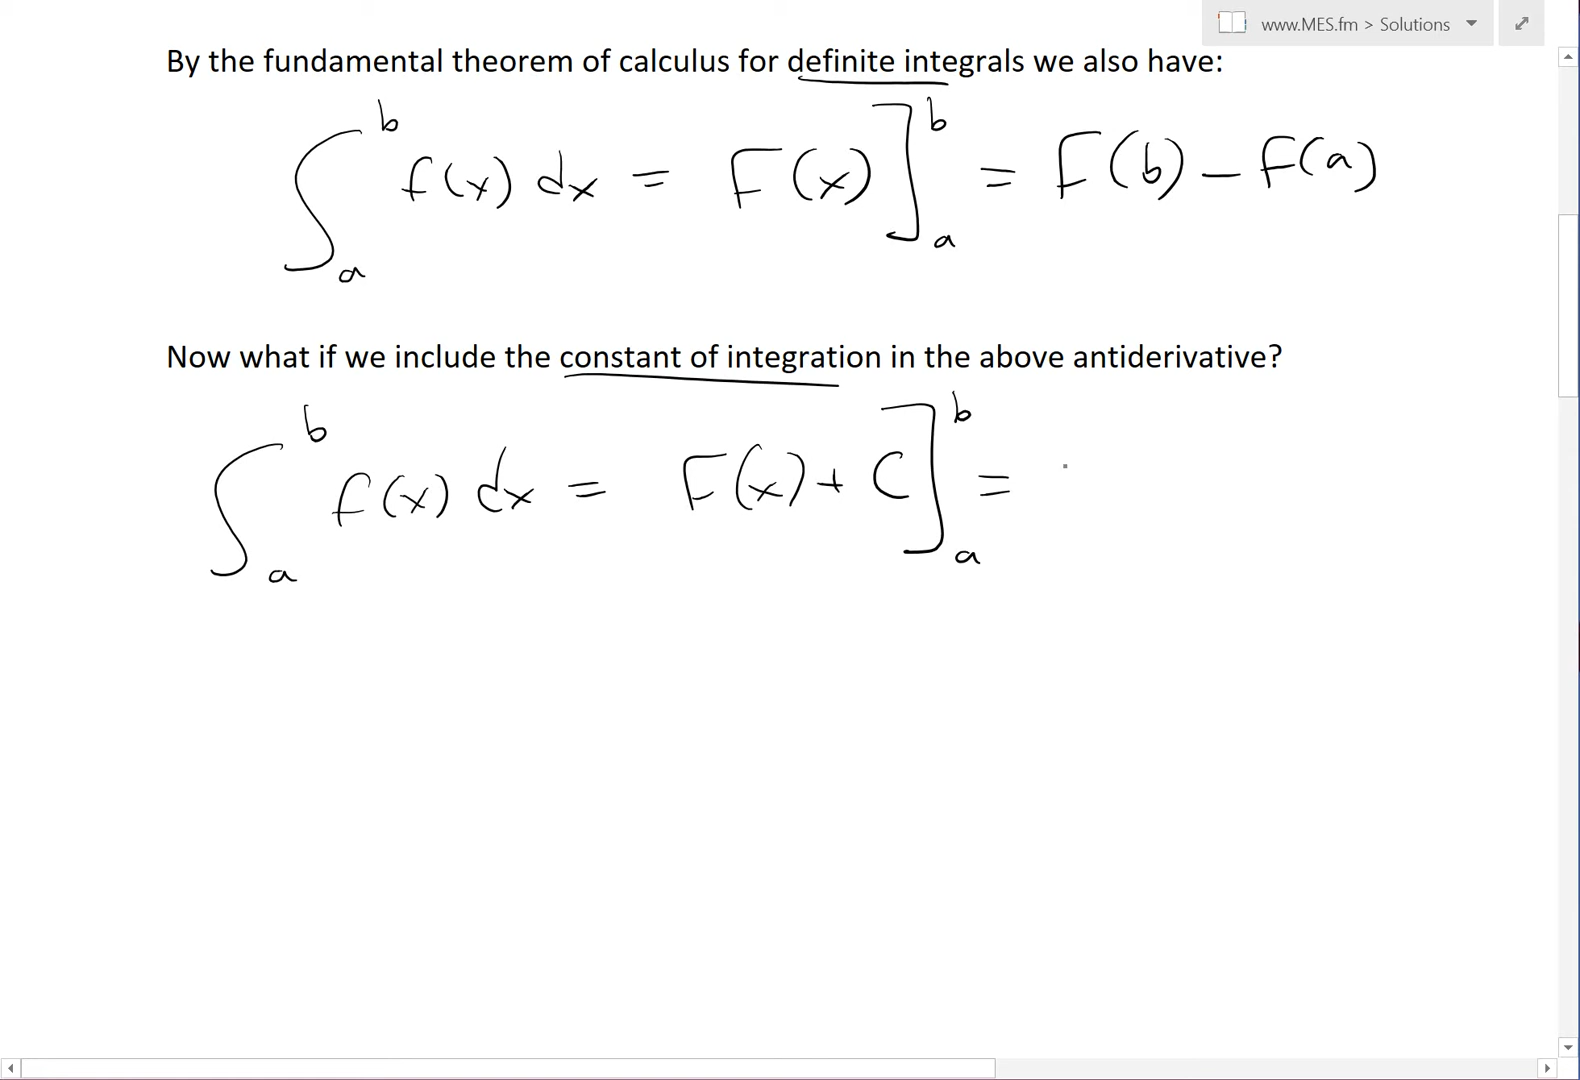 www.MES.fm > Solutions
By the fundamental theorem of calculus for definite integrals we also have:
∫_a^b f(x) dx = F(x)]_a^b = F(b) - F(a)
Now what if we include the constant of integration in the above antiderivative?
∫_a^b f(x) dx = F(x) + C]_a^b =